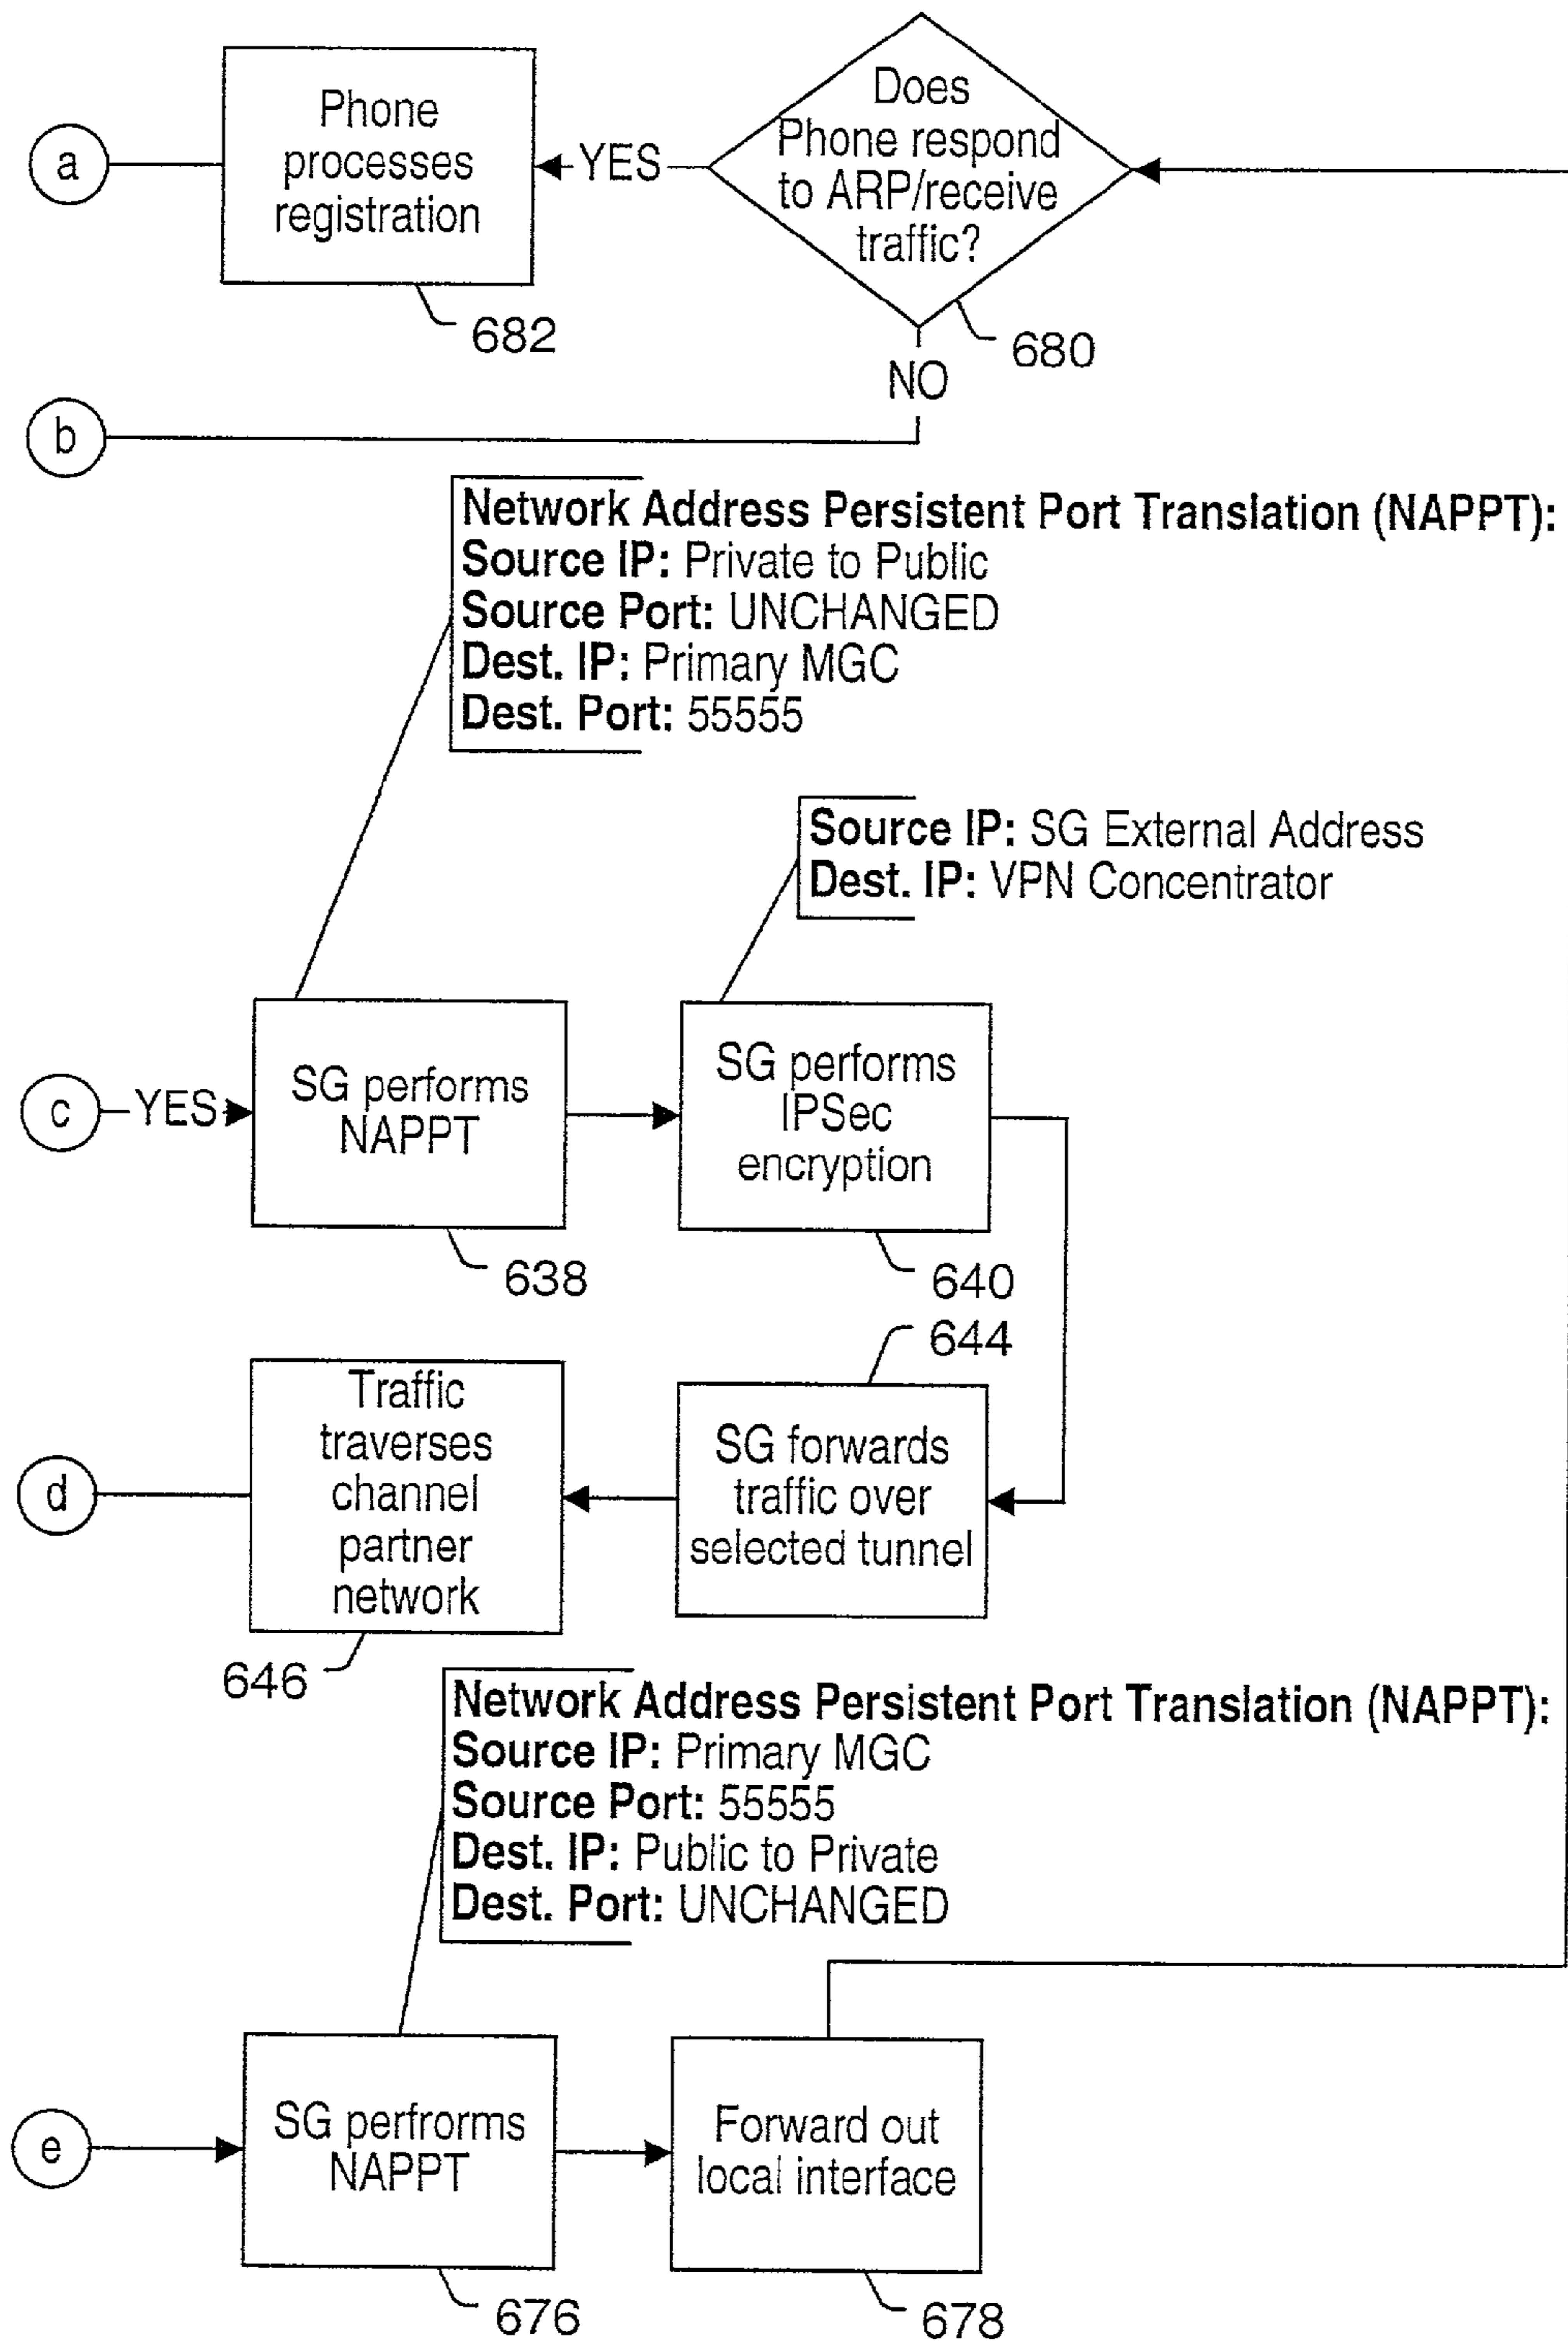 a
Phone
processes
registration
682
YES
Does
Phone respond
to ARP/receive
traffic?
680
NO
b
Network Address Persistent Port Translation (NAPPT):
Source IP: Private to Public
Source Port: UNCHANGED
Dest. IP: Primary MGC
Dest. Port: 55555
Source IP: SG External Address
Dest. IP: VPN Concentrator
c
YES
SG performs
NAPPT
638
SG performs
IPSec
encryption
640
d
Traffic
traverses
channel
partner
network
646
SG forwards
traffic over
selected tunnel
644
Network Address Persistent Port Translation (NAPPT):
Source IP: Primary MGC
Source Port: 55555
Dest. IP: Public to Private
Dest. Port: UNCHANGED
e
SG perfrorms
NAPPT
676
Forward out
local interface
678